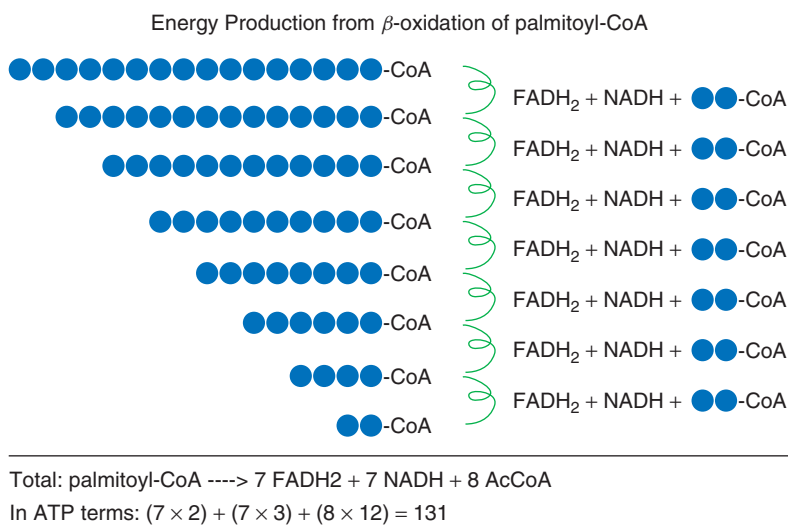 Energy Production from β-oxidation of palmitoyl-CoA
-CoA
FADH₂ + NADH + -CoA
-CoA
FADH₂ + NADH + -CoA
-CoA
FADH₂ + NADH + -CoA
-CoA
FADH₂ + NADH + -CoA
-CoA
FADH₂ + NADH + -CoA
-CoA
FADH₂ + NADH + -CoA
-CoA
FADH₂ + NADH + -CoA
-CoA
Total: palmitoyl-CoA ----> 7 FADH2 + 7 NADH + 8 AcCoA
In ATP terms: (7 × 2) + (7 × 3) + (8 × 12) = 131